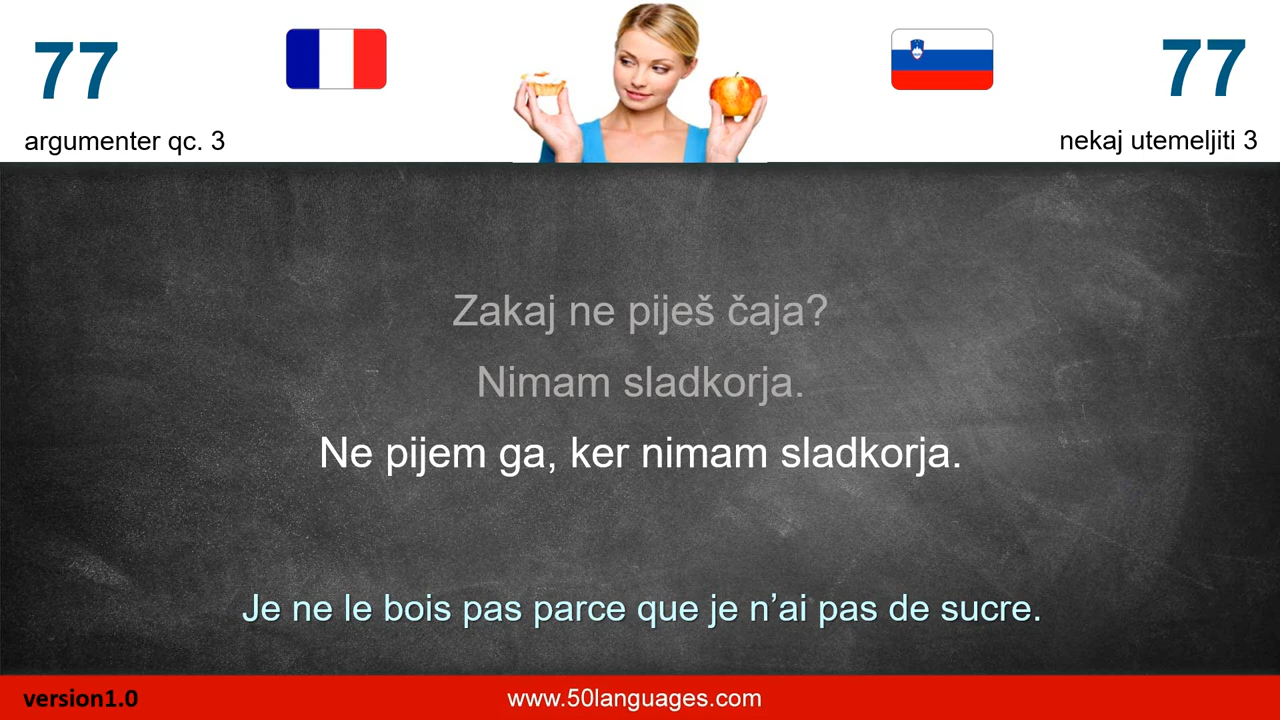 77
77
argumenter qc. 3
nekaj utemeljiti 3
Zakaj ne piješ čaja?
Nimam sladkorja.
Ne pijem ga, ker nimam sladkorja.
Je ne le bois pas parce que je n’ai pas de sucre.
version1.0
www.50languages.com